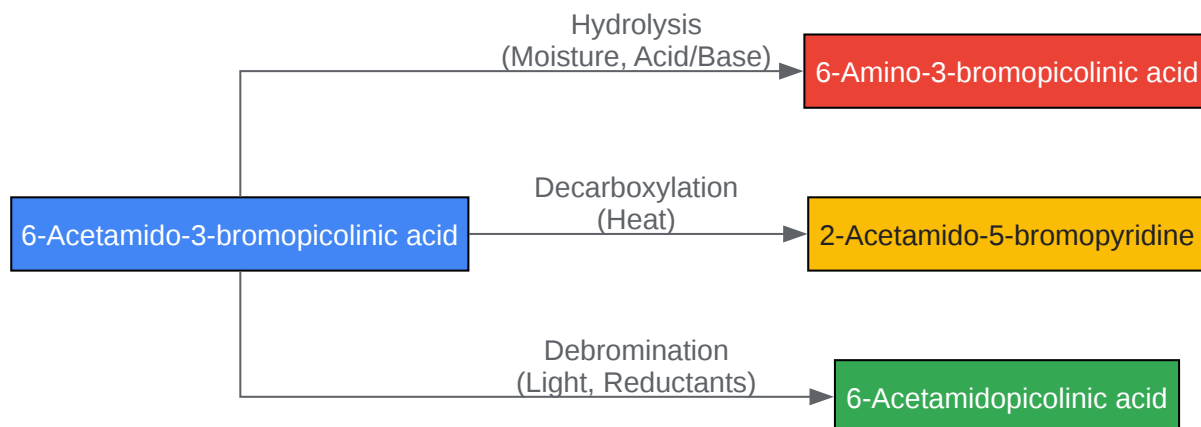 Hydrolysis
(Moisture, Acid/Base)
6-Amino-3-bromopicolinic acid
Decarboxylation
(Heat)
6-Acetamido-3-bromopicolinic acid
2-Acetamido-5-bromopyridine
Debromination
(Light, Reductants)
6-Acetamidopicolinic acid